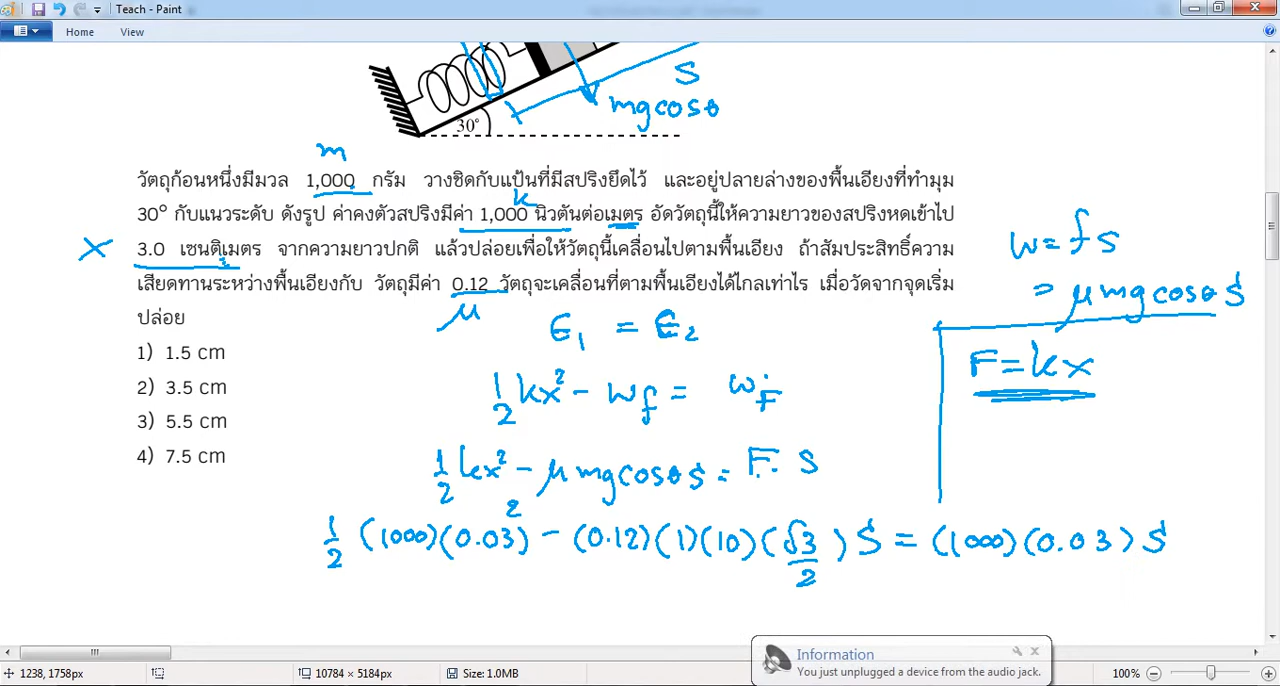 Teach - Paint
Home View
S
mg cosθ
30°
m
วัตถุก้อนหนึ่งมีมวล 1,000 กรัม วางชิดกับแป้นที่มีสปริงยึดไว้ และอยู่ปลายล่างของพื้นเอียงที่ทำมุม
k
30° กับแนวระดับ ดังรูป ค่าคงตัวสปริงมีค่า 1,000 นิวตันต่อเมตร อัดวัตถุนี้ให้ความยาวของสปริงหดเข้าไป
x 3.0 เซนติเมตร จากความยาวปกติ แล้วปล่อยเพื่อให้วัตถุนี้เคลื่อนไปตามพื้นเอียง ถ้าสัมประสิทธิ์ความ
เสียดทานระหว่างพื้นเอียงกับ วัตถุมีค่า 0.12 วัตถุจะเคลื่อนที่ตามพื้นเอียงได้ไกลเท่าไร เมื่อวัดจากจุดเริ่ม
ปล่อย
μ
1) 1.5 cm
2) 3.5 cm
3) 5.5 cm
4) 7.5 cm
W = f s
= μ mg cosθ S
F = kx
E₁ = E₂
½ kx² - W_f = W_F
½ kx² - μ mg cosθ S = F. S
½ (1000)(0.03)² - (0.12)(1)(10)(√3/2) S = (1000)(0.03) S
Information
You just unplugged a device from the audio jack.
1238, 1758px 10784 × 5184px Size: 1.0MB 100%